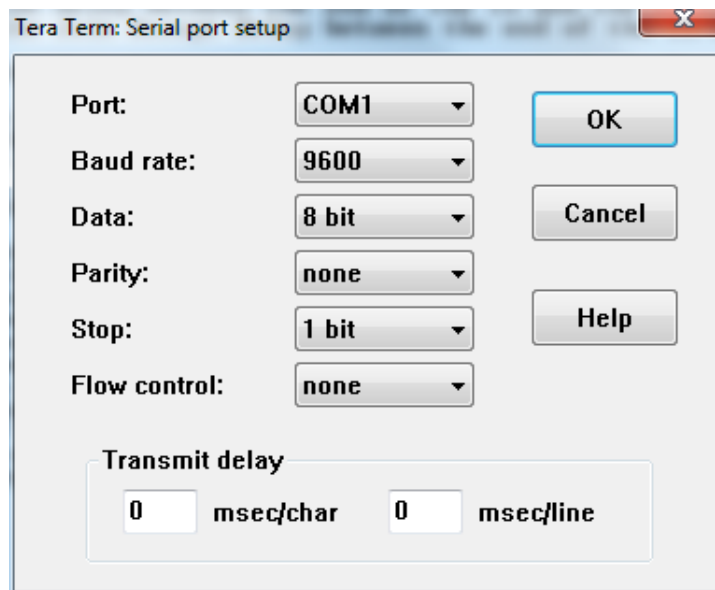 Tera Term: Serial port setup
Port: COM1 OK
Baud rate: 9600
Data: 8 bit Cancel
Parity: none
Stop: 1 bit Help
Flow control: none
Transmit delay
0 msec/char 0 msec/line